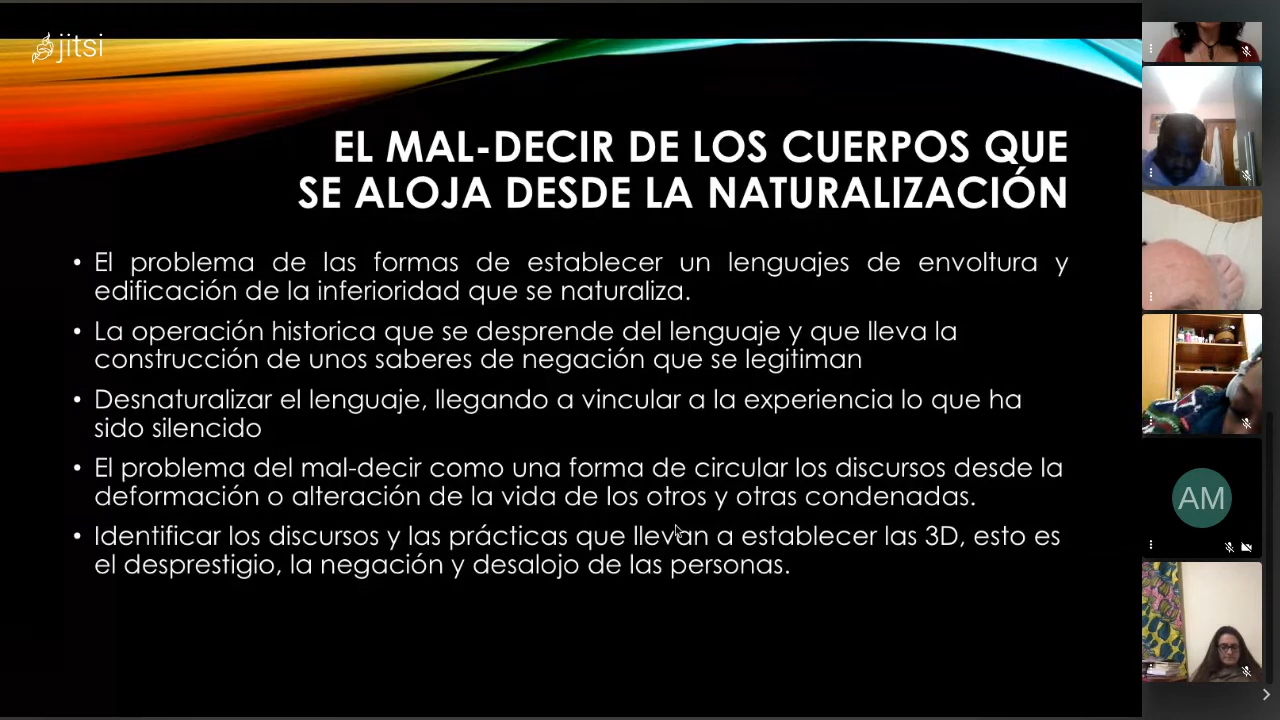 jitsi
EL MAL-DECIR DE LOS CUERPOS QUE
SE ALOJA DESDE LA NATURALIZACIÓN
• El problema de las formas de establecer un lenguajes de envoltura y
edificación de la inferioridad que se naturaliza.
• La operación historica que se desprende del lenguaje y que lleva la
construcción de unos saberes de negación que se legitiman
• Desnaturalizar el lenguaje, llegando a vincular a la experiencia lo que ha
sido silencido
• El problema del mal-decir como una forma de circular los discursos desde la
deformación o alteración de la vida de los otros y otras condenadas.
• Identificar los discursos y las prácticas que llevan a establecer las 3D, esto es
el desprestigio, la negación y desalojo de las personas.
AM